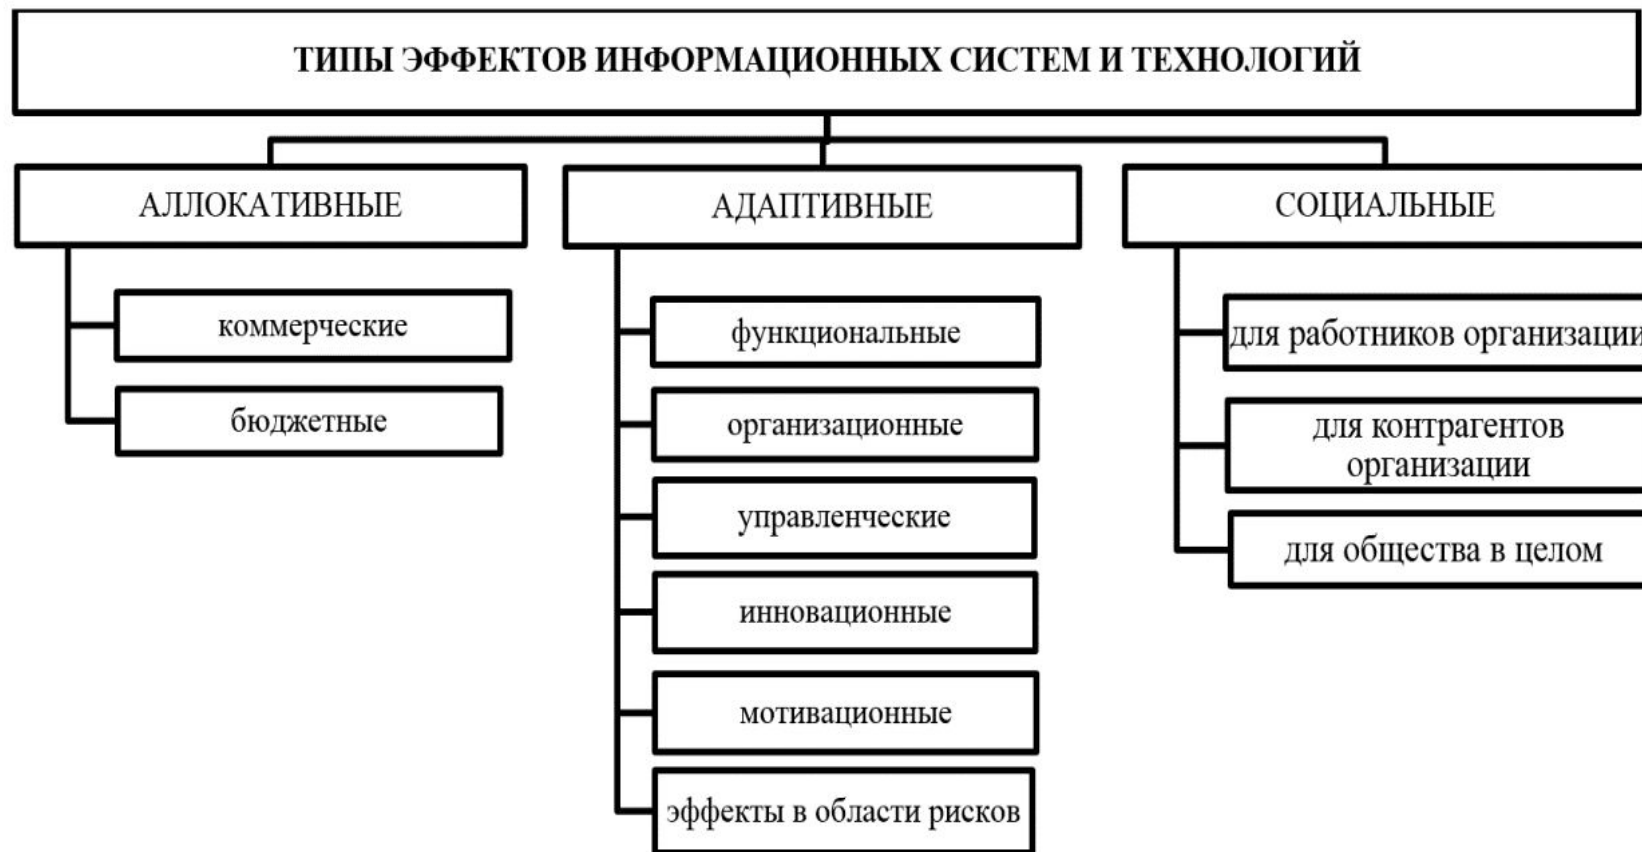 ТИПЫ ЭФФЕКТОВ ИНФОРМАЦИОННЫХ СИСТЕМ И ТЕХНОЛОГИЙ
АЛЛОКАТИВНЫЕ
коммерческие
бюджетные
АДАПТИВНЫЕ
функциональные
организационные
управленческие
инновационные
мотивационные
эффекты в области рисков
СОЦИАЛЬНЫЕ
для работников организации
для контрагентов
организации
для общества в целом